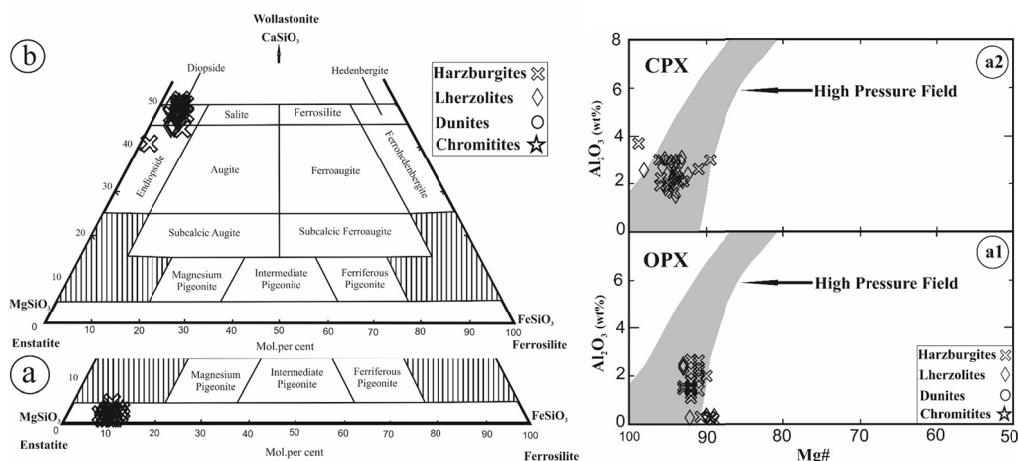 b
Wollastonite
CaSiO₃
Diopside
Hedenbergite
50
40
30
20
10
0
Salite
Ferrosilite
Endiopside
Augite
Ferroaugite
Ferrohedenbergite
Subcalcic Augite
Subcalcic Ferroaugite
Magnesium Pigeonite
Intermediate Pigeonite
Ferriferous Pigeonite
Harzburgites
Lherzolites
Dunites
Chromitites
MgSiO₃
FeSiO₃
10 20 30 40 50 60 70 80 90 100
Enstatite
Mol.per cent
Ferrosilite
a
10
Magnesium Pigeonite
Intermediate Pigeonite
Ferriferous Pigeonite
MgSiO₃
FeSiO₃
0
10 20 30 40 50 60 70 80 90 100
Enstatite
Mol.per cent
Ferrosilite
8
6
4
2
0
Al₂O₃ (wt%)
CPX
a2
High Pressure Field
6
4
2
0
Al₂O₃ (wt%)
OPX
a1
High Pressure Field
Harzburgites
Lherzolites
Dunites
Chromitites
100 90 80 70 60 50
Mg#